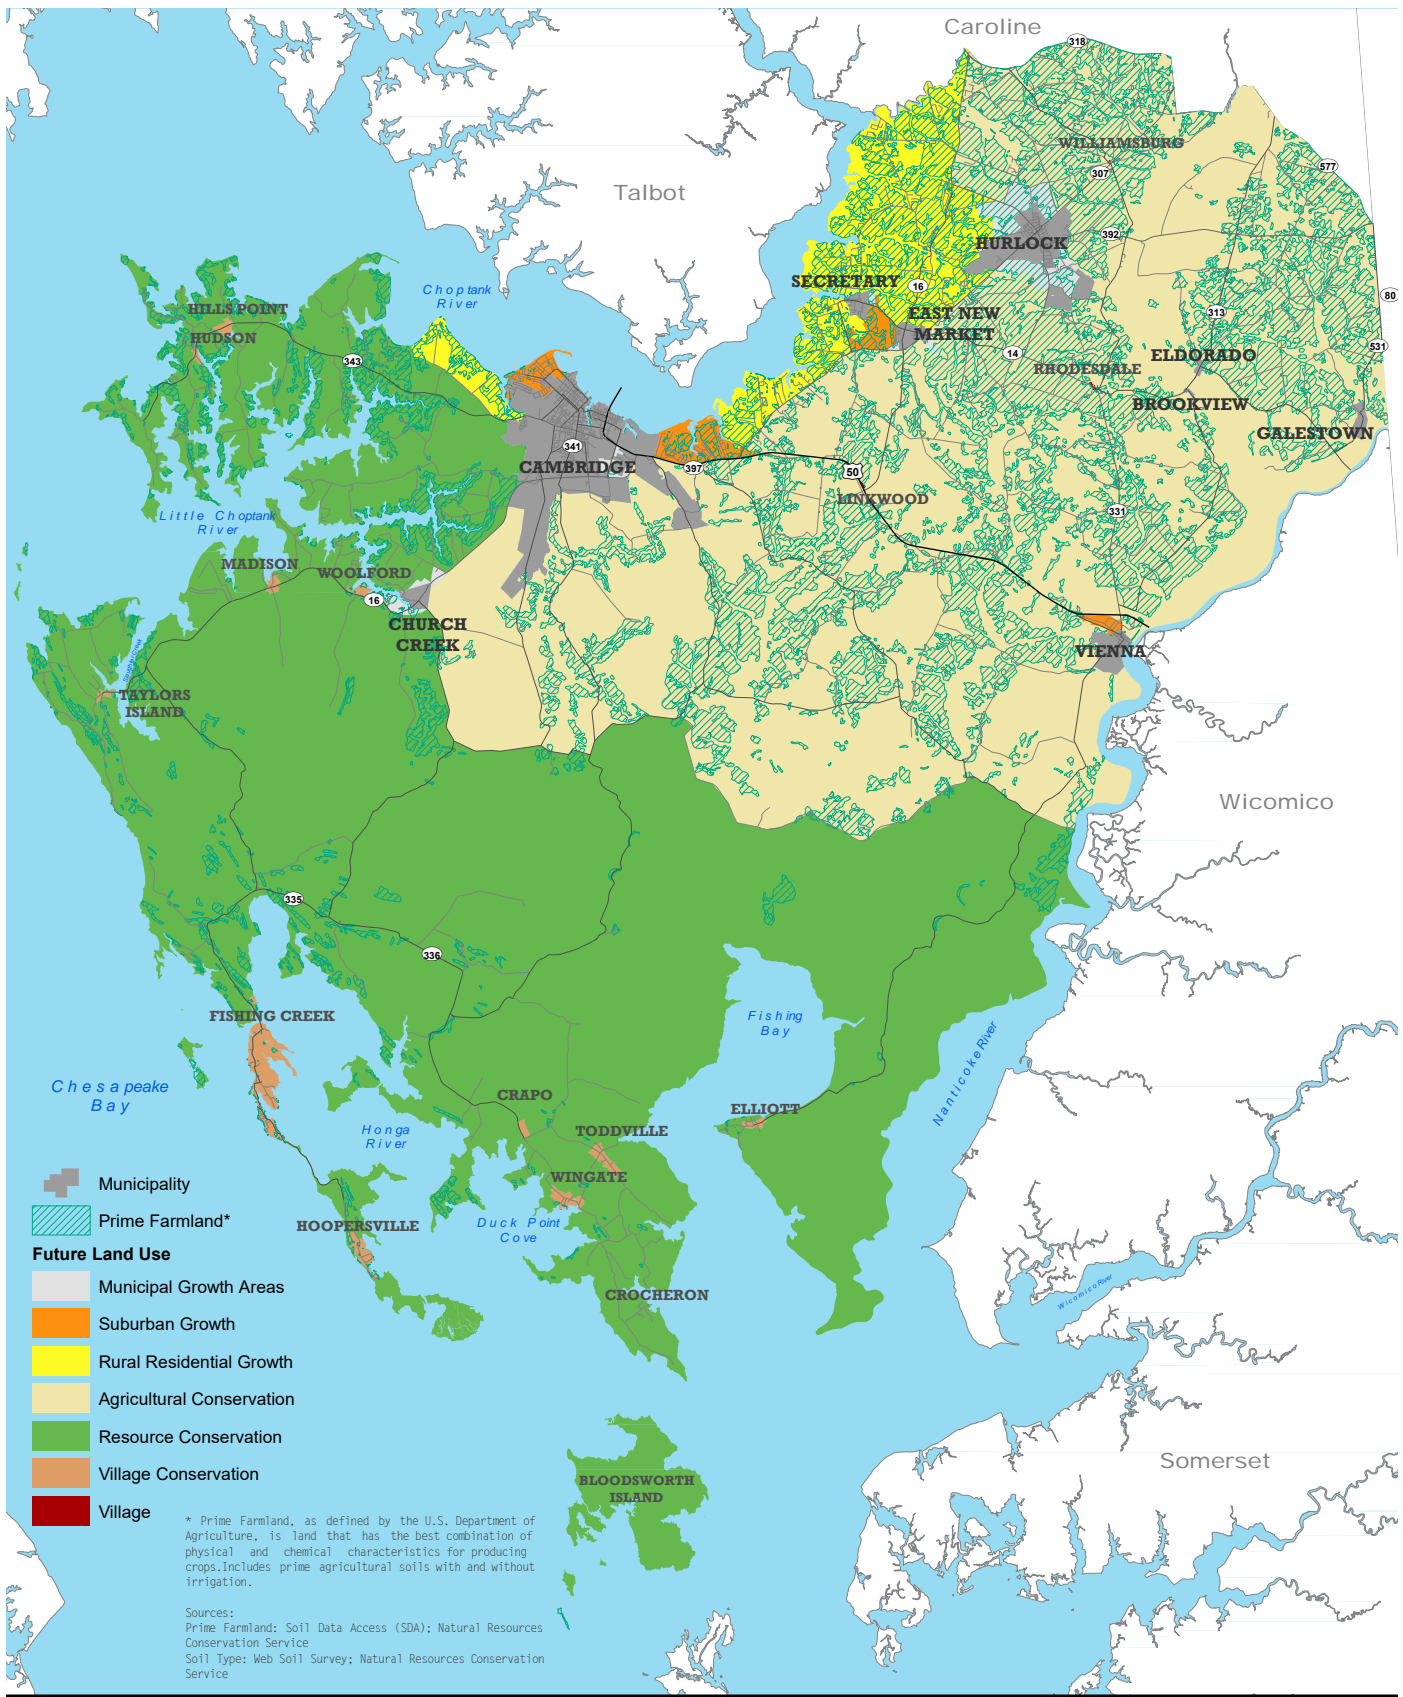 Caroline
318
WILLIAMSBURG
577
307
Talbot
HURLOCK
392
SECRETARY
16
80
Choptank
River
HILLS POINT
HUDSON
EAST NEW
MARKET
313
343
14
531
ELDORADO
RHODESDALE
BROOKVIEW
GALESTOWN
341
CAMBRIDGE
397
50
LINKWOOD
331
Little Choptank
River
MADISON
WOOLFORD
16
CHURCH
CREEK
VIENNA
TAYLORS
ISLAND
Wicomico
335
336
FISHING CREEK
Fishing
Bay
Nanticoke River
Chesapeake
Bay
CRAPO
ELLIOTT
Honga
River
TODDVILLE
WINGATE
HOOPERSVILLE
Duck Point
Cove
Wicomico River
CROCHERON
Somerset
BLOODSWORTH
ISLAND
Municipality
Prime Farmland*
Future Land Use
Municipal Growth Areas
Suburban Growth
Rural Residential Growth
Agricultural Conservation
Resource Conservation
Village Conservation
Village
* Prime Farmland, as defined by the U.S. Department of
Agriculture, is land that has the best combination of
physical and chemical characteristics for producing
crops.Includes prime agricultural soils with and without
irrigation.
Sources:
Prime Farmland: Soil Data Access (SDA); Natural Resources
Conservation Service
Soil Type: Web Soil Survey; Natural Resources Conservation
Service